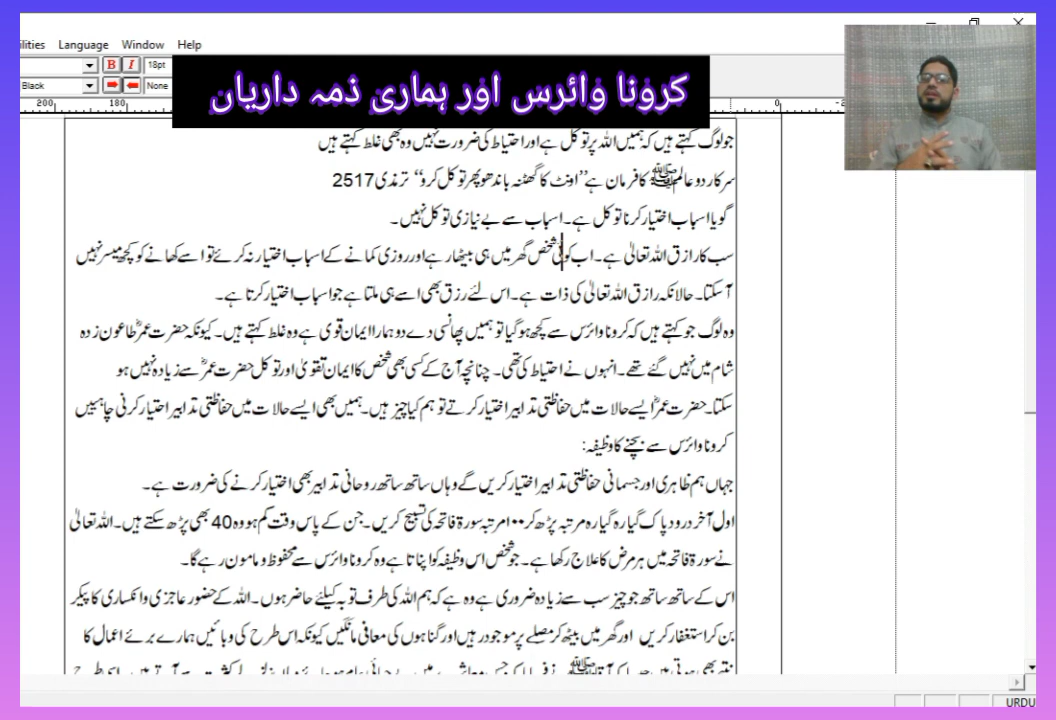 ilities Language Window Help
B I 18pt
Black None
200 180 0
کرونا وائرس اور ہماری ذمہ داریاں
جولوگ کہتے ہیں کہ ہمیں اللہ پر توکل ہے اور احتیاط کی ضرورت نہیں وہ بھی غلط کہتے ہیں
سرکار دو عالم ﷺ کا فرمان ہے ’’اونٹ کا گھٹنہ باندھو پھر توکل کرو‘‘ ترمذی 2517
گویا اسباب اختیار کرنا توکل ہے۔ اسباب سے بے نیازی توکل نہیں۔
سب کا رازق اللہ تعالیٰ ہے۔ اب کوئی شخص گھر میں ہی بیٹھا رہے اور روزی کمانے کے اسباب اختیار نہ کرئے تو اسے کھانے کو کچھ میسر نہیں
آ سکتا۔ حالانکہ رازق اللہ تعالیٰ کی ذات ہے۔ اس لئے رزق بھی اسے ہی ملتا ہے جو اسباب اختیار کرتا ہے۔
وہ لوگ جو کہتے ہیں کہ کرونا وائرس سے کچھ ہو گیا تو ہمیں پھانسی دے دو ہمارا ایمان قوی ہے وہ غلط کہتے ہیں۔ کیونکہ حضرت عمرؓ طاعون زدہ
شام میں نہیں گئے تھے۔ انہوں نے احتیاط کی تھی۔ چنانچہ آج کے کسی بھی شخص کا ایمان تقویٰ اور توکل حضرت عمرؓ سے زیادہ نہیں ہو
سکتا۔ حضرت عمرؓ ایسے حالات میں حفاظتی تدابیر اختیار کرتے تو ہم کیا چیز ہیں۔ ہمیں بھی ایسے حالات میں حفاظتی تدابیر اختیار کرنی چاہیئیں
کرونا وائرس سے بچنے کا وظیفہ:
جہاں ہم ظاہری اور جسمانی حفاظتی تدابیر اختیار کریں گے وہاں ساتھ ساتھ روحانی تدابیر بھی اختیار کرنے کی ضرورت ہے۔
اول آخر درود پاک گیارہ گیارہ مرتبہ پڑھ کر ۱۰۰ مرتبہ سورۃ فاتحہ کی تسبیح کریں۔ جن کے پاس وقت کم ہو وہ 40 بھی پڑھ سکتے ہیں۔ اللہ تعالیٰ
نے سورۃ فاتحہ میں ہر مرض کا علاج رکھا ہے۔ جو شخص اس وظیفہ کو اپناتا ہے وہ کرونا وائرس سے محفوظ و مامون رہے گا۔
اس کے ساتھ ساتھ جو چیز سب سے زیادہ ضروری ہے وہ ہے کہ ہم اللہ کی طرف توبہ کیلئے حاضر ہوں۔ اللہ کے حضور عاجزی وانکساری کا پیکر
بن کر استغفار کریں اور گھر میں بیٹھ کر مصلے پر موجود رہیں اور گناہوں کی معافی مانگیں کیونکہ اس طرح کی وبائیں ہمارے برئے اعمال کا
URDU